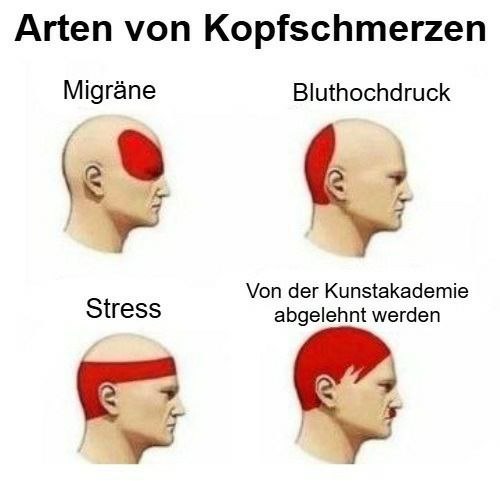 Arten von Kopfschmerzen
Migräne
Bluthochdruck
Stress
Von der Kunstakademie
abgelehnt werden